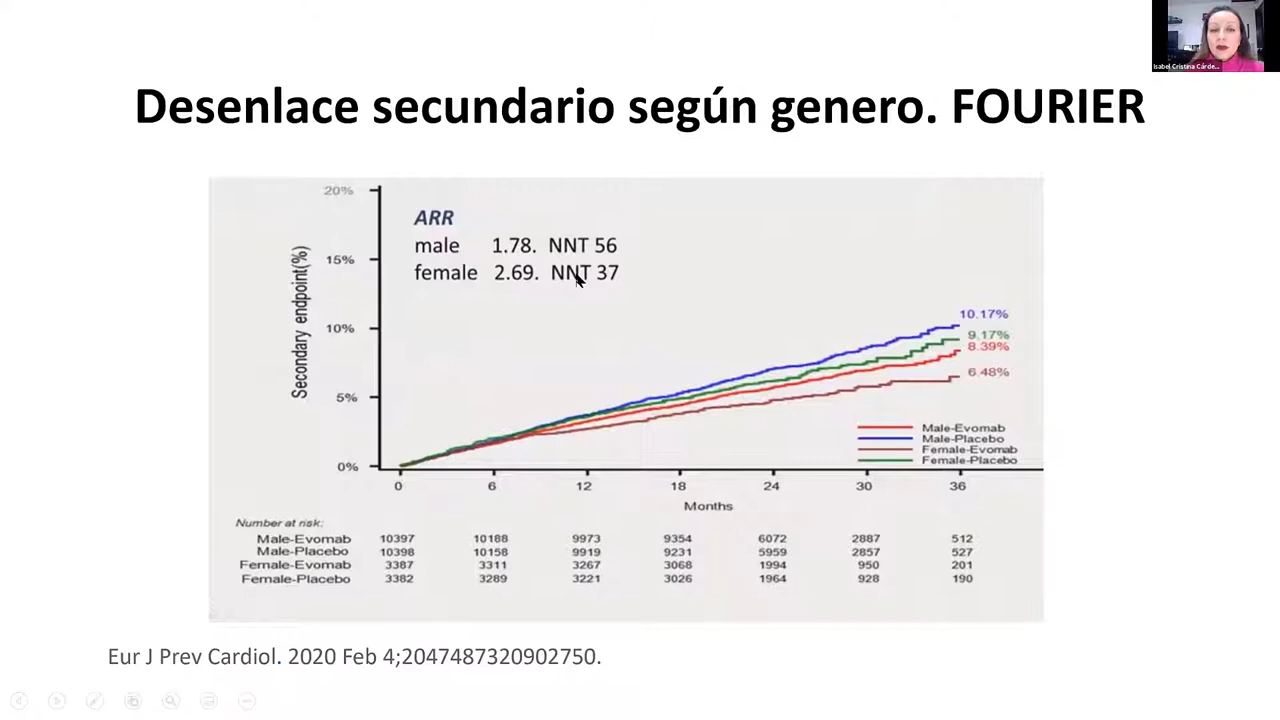 Isabel Cristina Cárde...
Desenlace secundario según genero. FOURIER
20%
15%
10%
5%
0%
Secondary endpoint(%)
ARR
male 1.78. NNT 56
female 2.69. NNT 37
10.17%
9.17%
8.39%
6.48%
Male-Evomab
Male-Placebo
Female-Evomab
Female-Placebo
0 6 12 18 24 30 36
Months
Number at risk:
Male-Evomab 10397 10188 9973 9354 6072 2887 512
Male-Placebo 10398 10158 9919 9231 5959 2857 527
Female-Evomab 3387 3311 3267 3068 1994 950 201
Female-Placebo 3382 3289 3221 3026 1964 928 190
Eur J Prev Cardiol. 2020 Feb 4;2047487320902750.